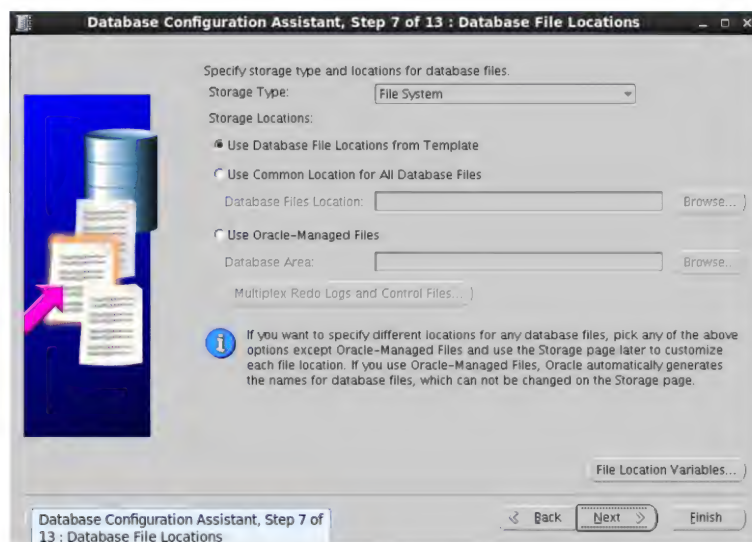 Database Configuration Assistant, Step 7 of 13 : Database File Locations
Specify storage type and locations for database files.
Storage Type:
File System
Storage Locations:
Use Database File Locations from Template
Use Common Location for All Database Files
Database Files Location:
Browse...
Use Oracle-Managed Files
Database Area:
Browse...
Multiplex Redo Logs and Control Files...
If you want to specify different locations for any database files, pick any of the above
options except Oracle-Managed Files and use the Storage page later to customize
each file location. If you use Oracle-Managed Files, Oracle automatically generates
the names for database files, which can not be changed on the Storage page.
File Location Variables...
Database Configuration Assistant, Step 7 of
13 : Database File Locations
Back
Next
Finish